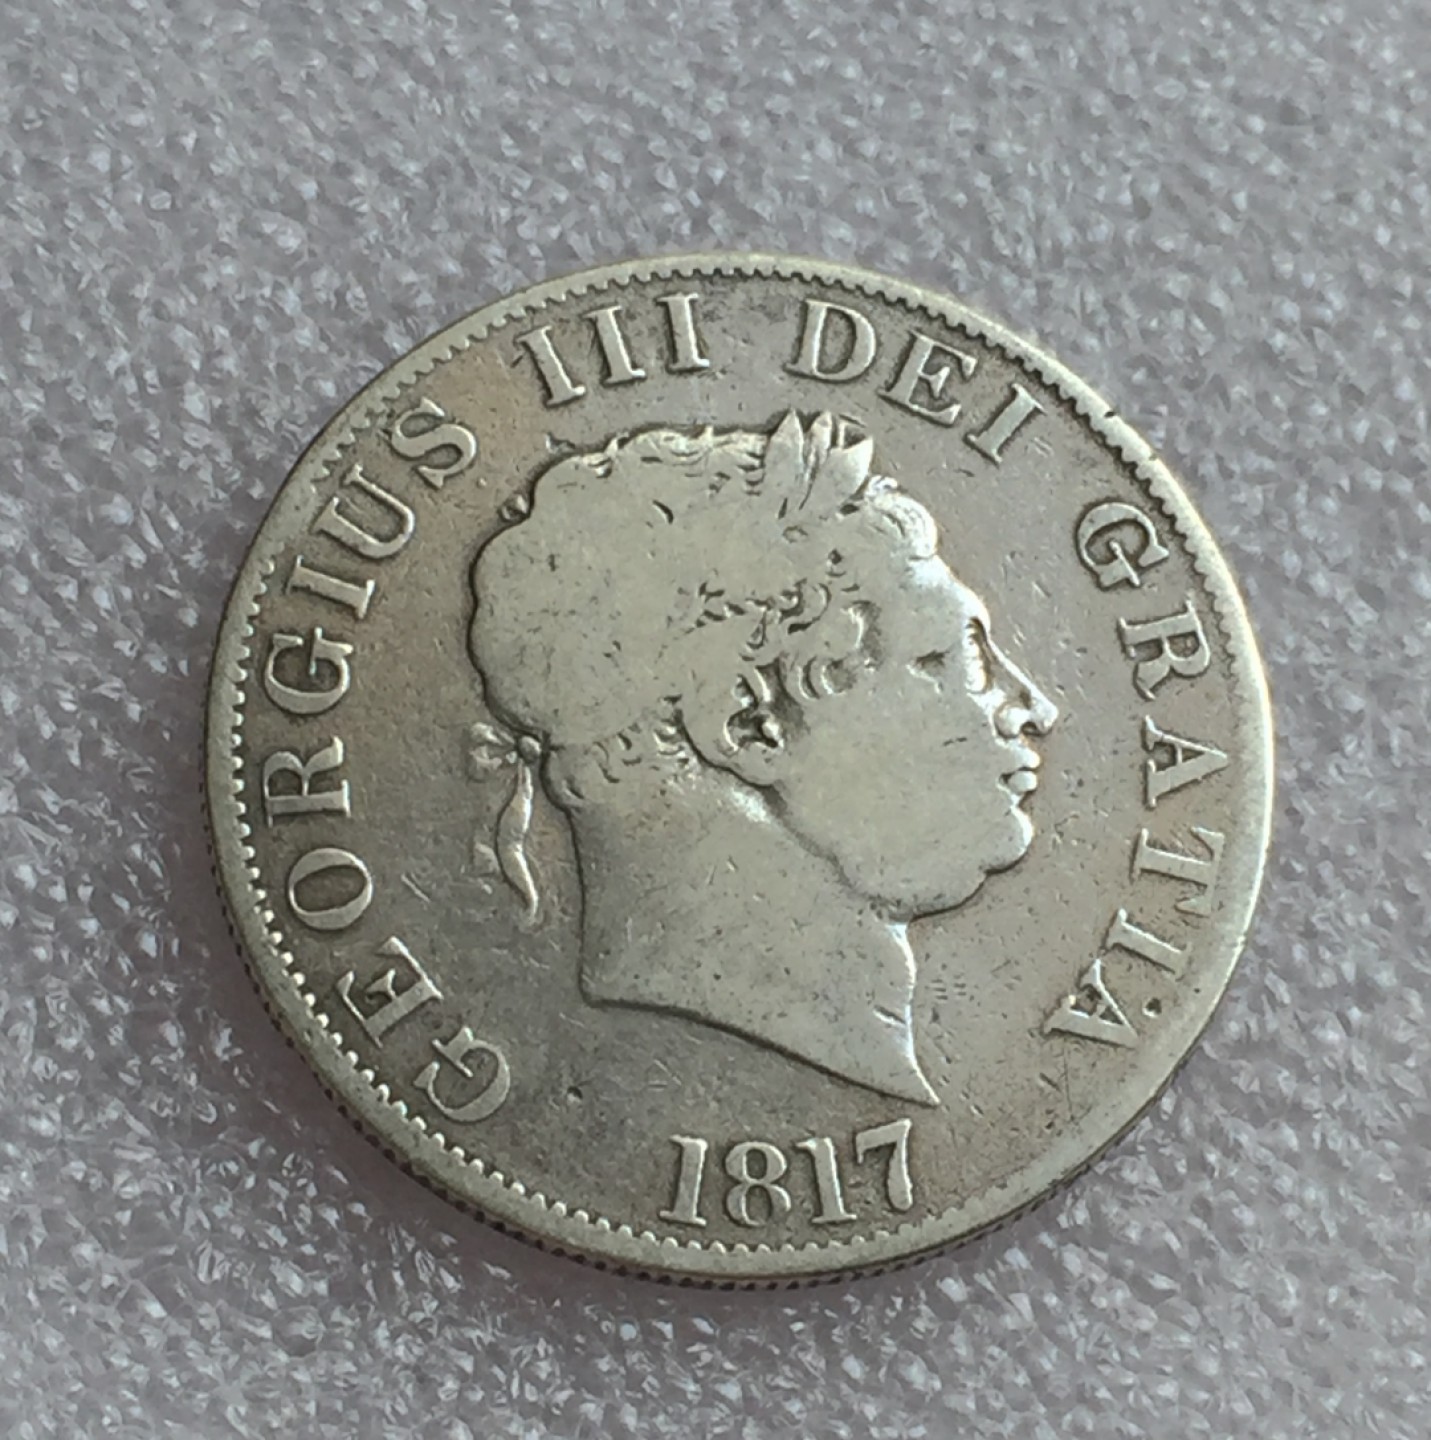 GEORGIUS III DEI GRATIA
1817